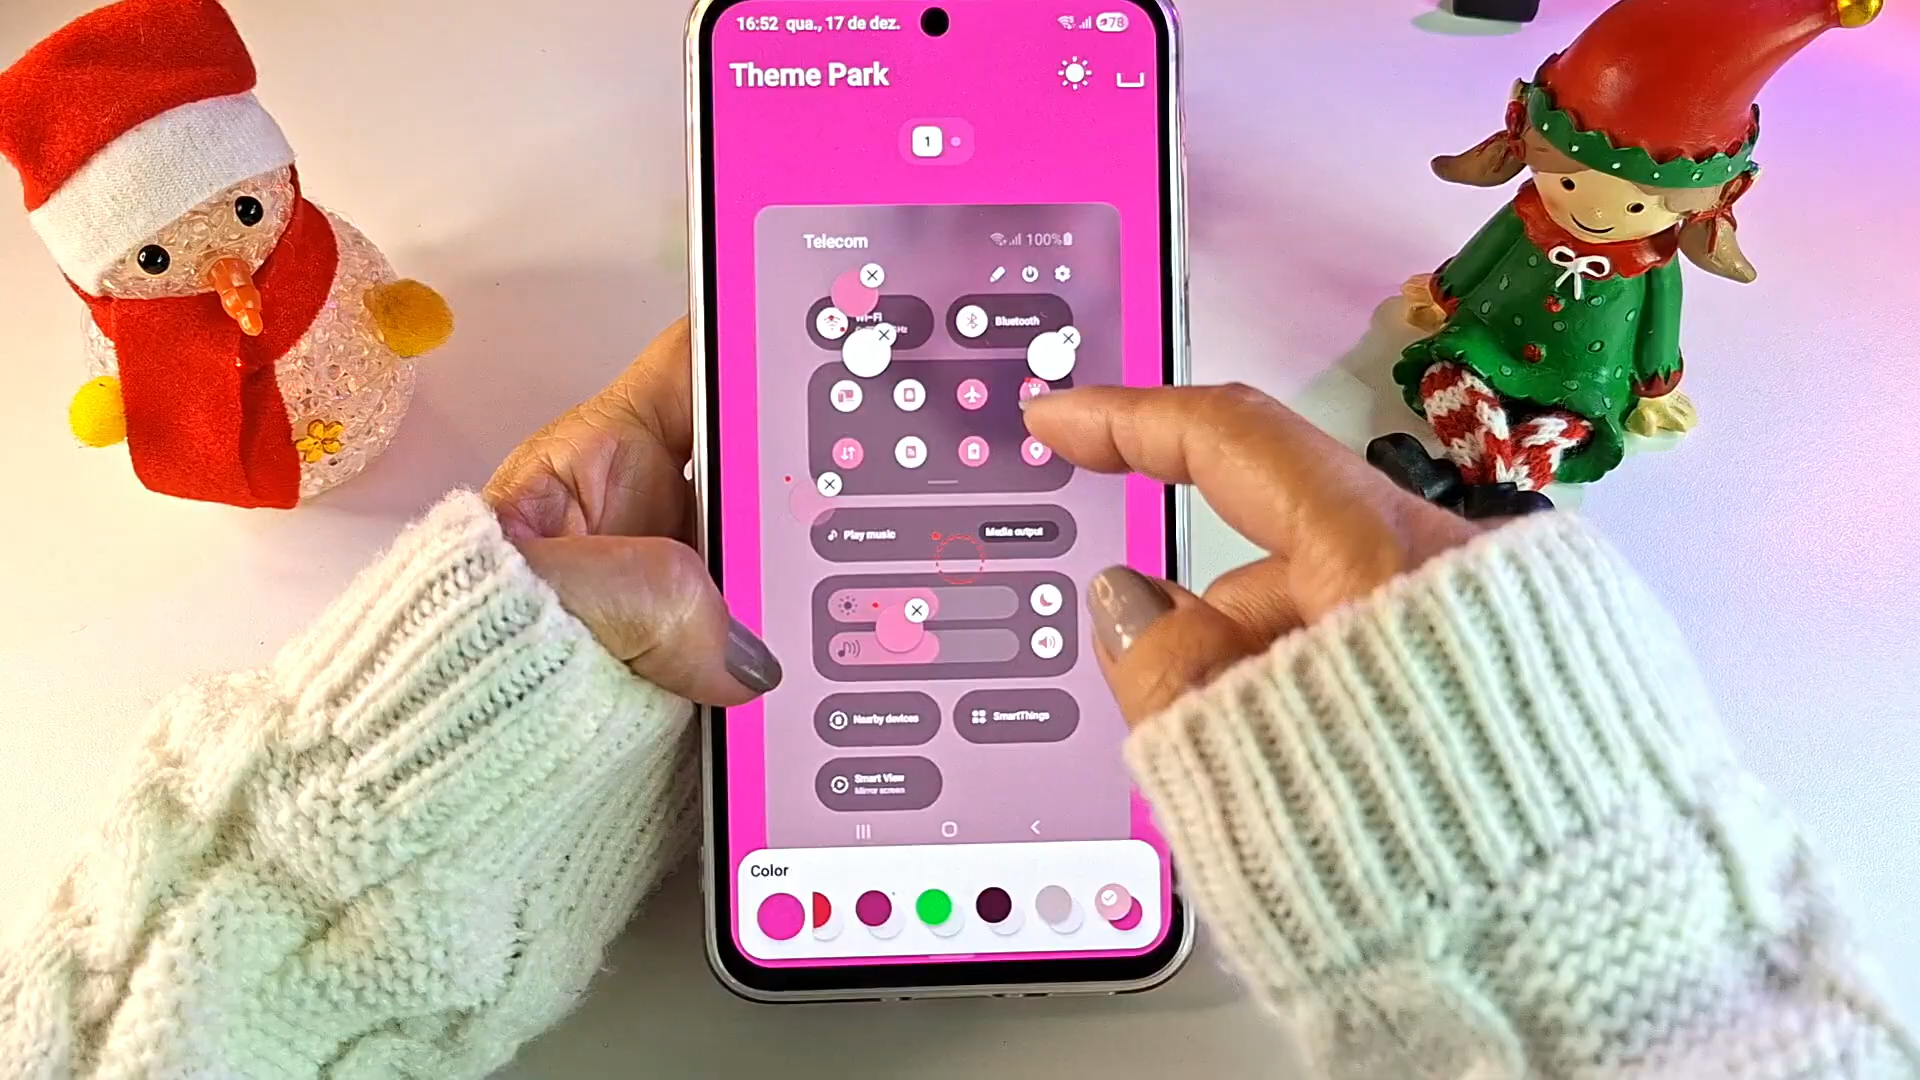 16:52 qua., 17 de dez.
78
Theme Park
1
Telecom
100%
Wi-Fi
Bluetooth
Play music
Media output
Nearby devices
SmartThings
Smart View
Mirror screen
Color